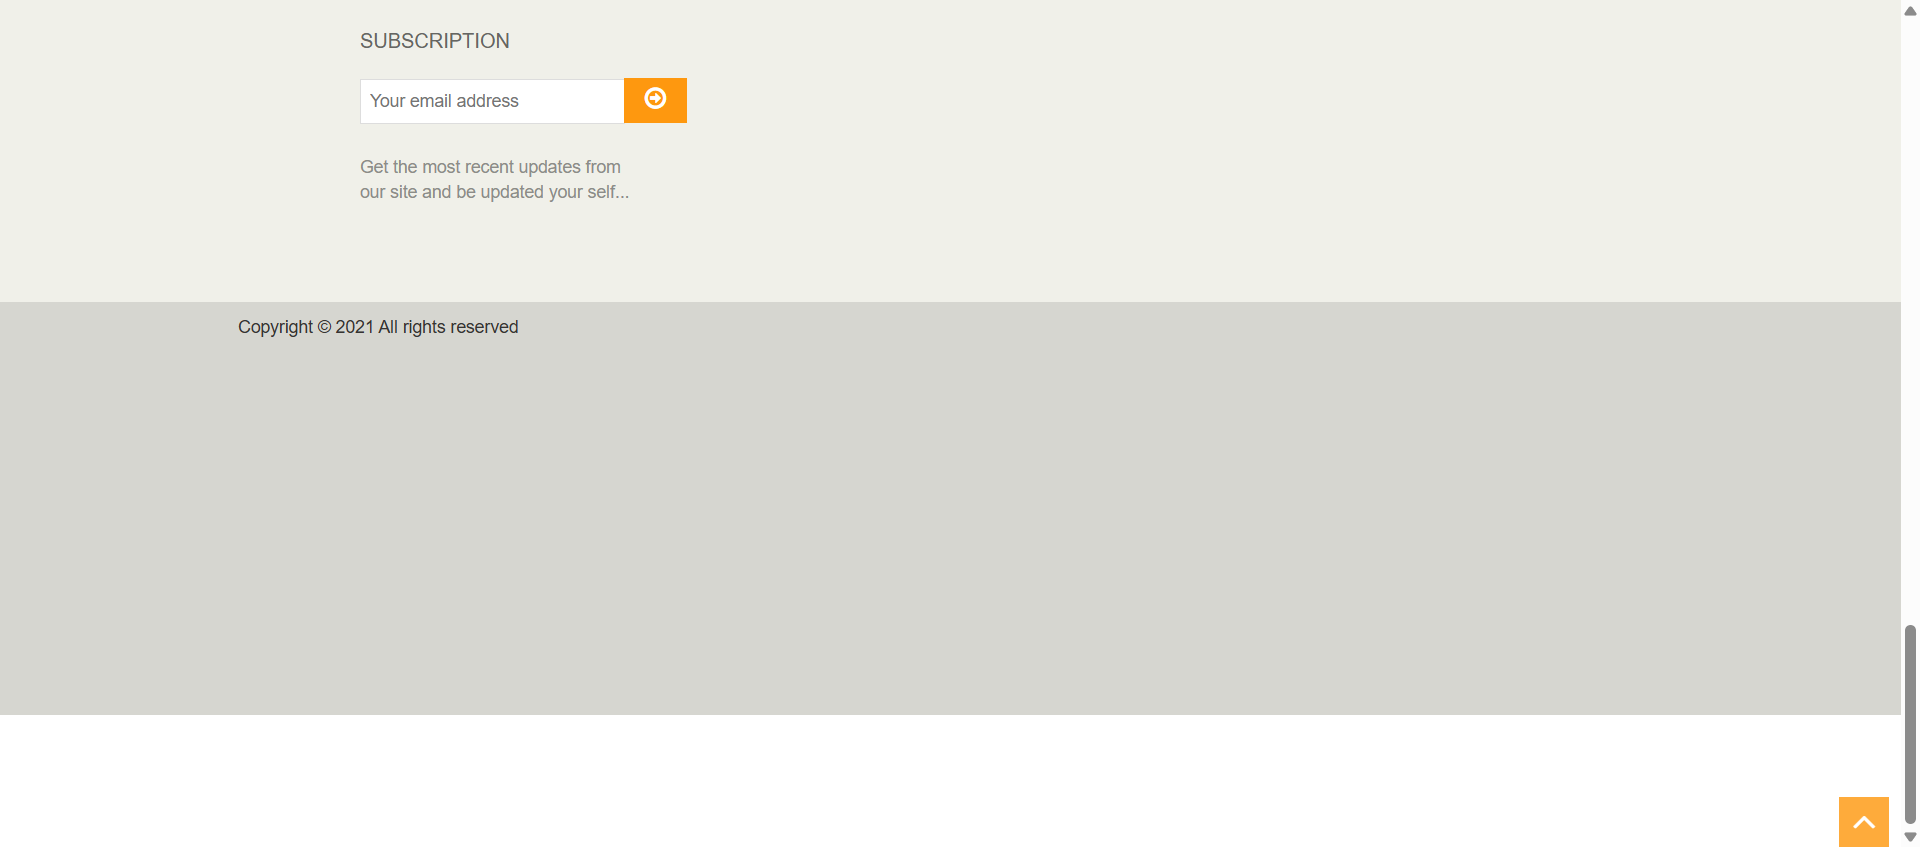 SUBSCRIPTION
Your email address
Get the most recent updates from
our site and be updated your self...
Copyright © 2021 All rights reserved